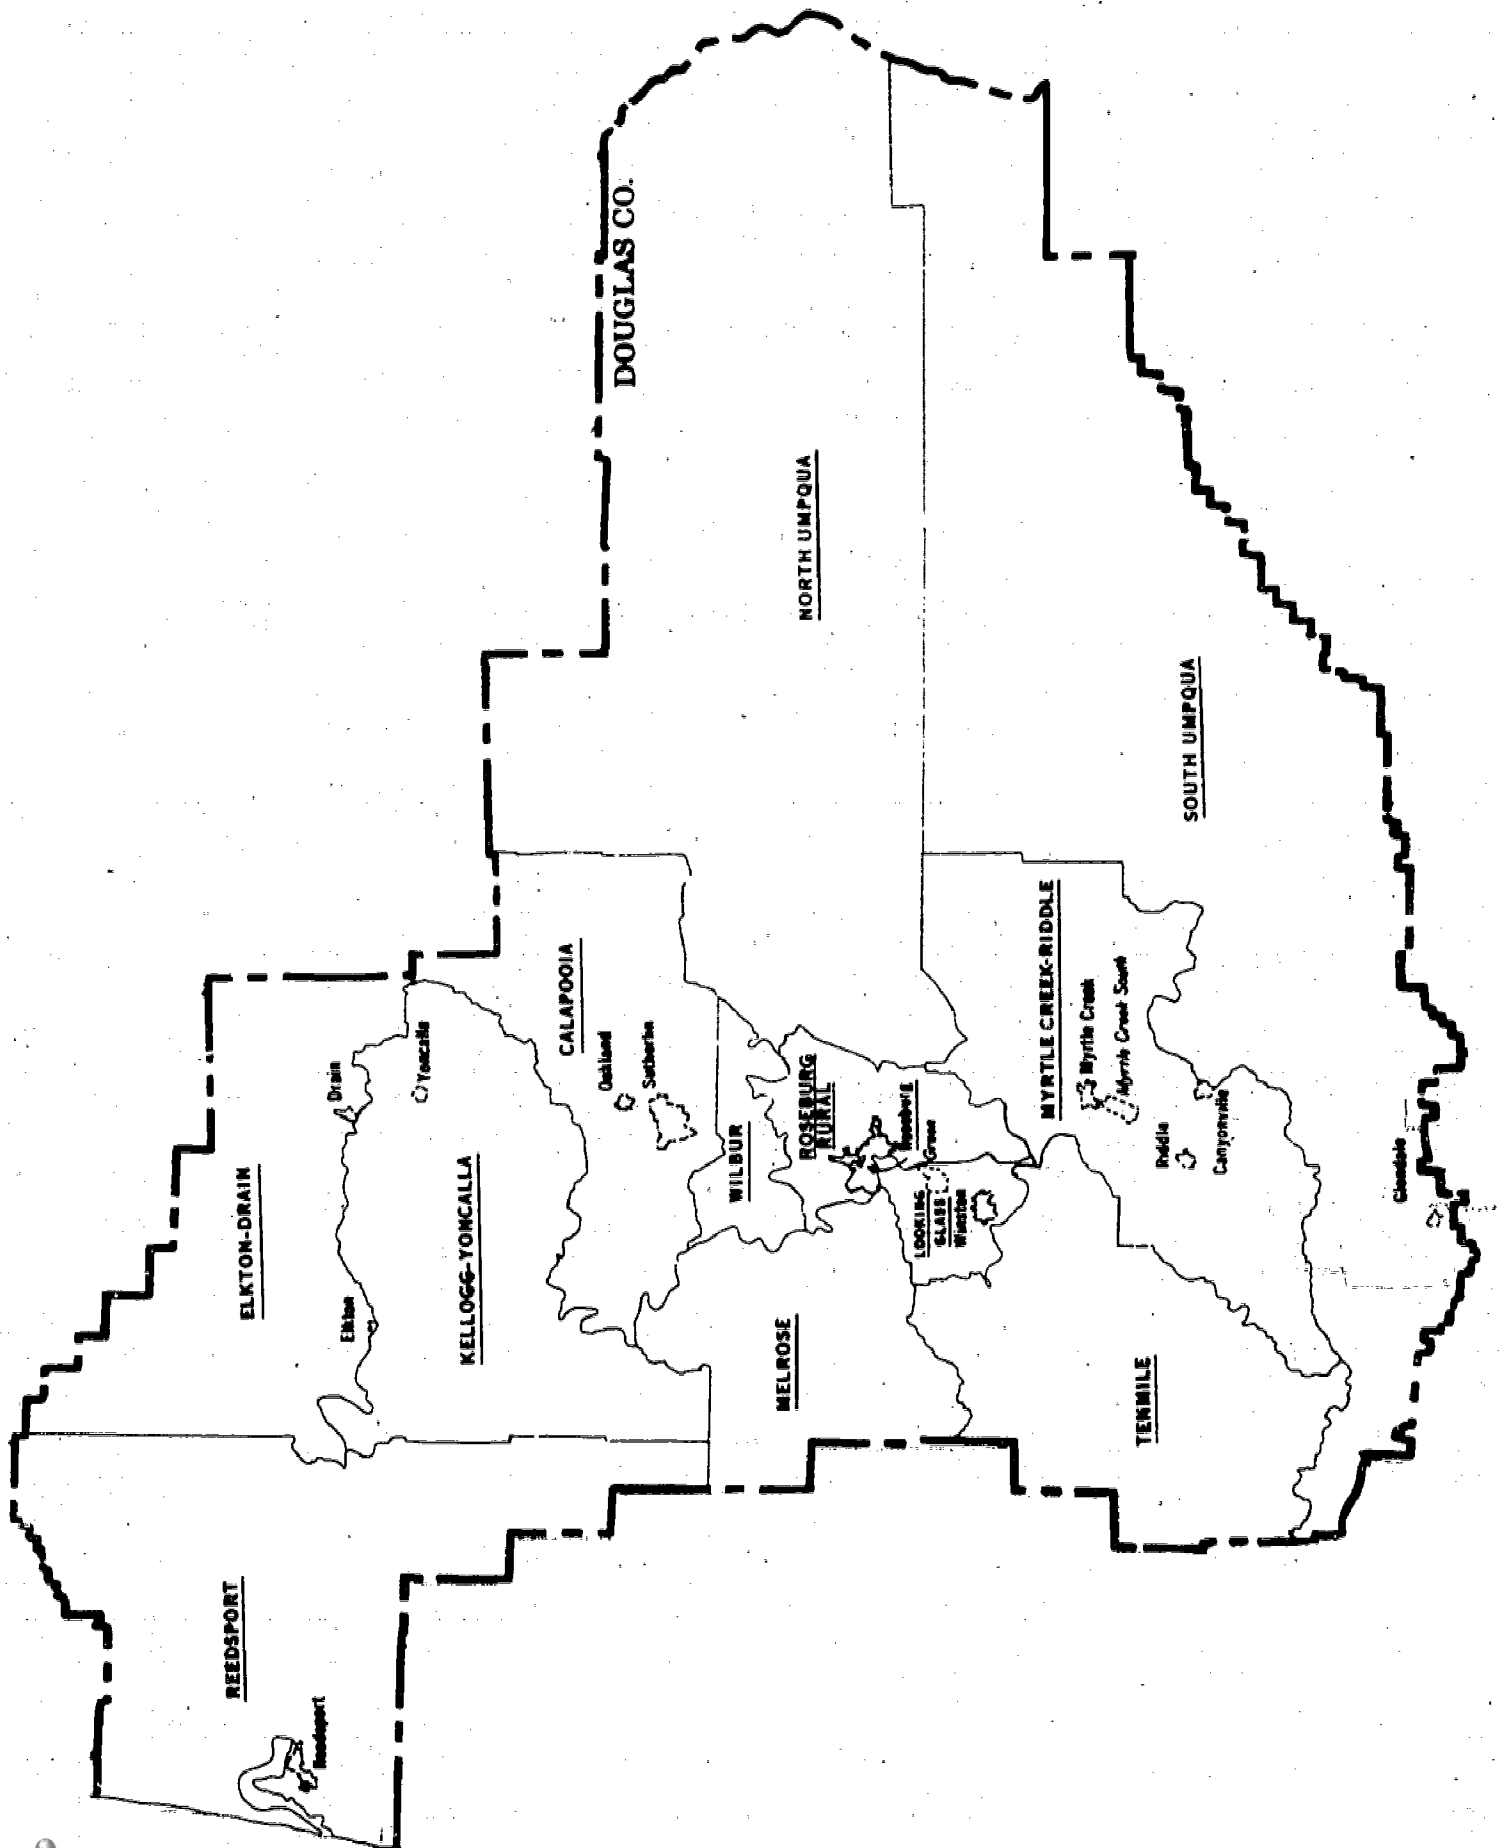 REEDSPORT
ELKTON-DRAIN
Reedsport
Drain
Elkton
Yoncalla
KELLOGG-YONCALLA
CALAPOOIA
Oakland
DOUGLAS CO.
Sutherlin
WILBUR
MELROSE
NORTH UMPQUA
ROSEBURG
RURAL
Roseburg
LOOKING
GLASS
Green
Winston
MYRTLE CREEK-RIDDLE
Myrtle Creek
Myrtle Creek South
TENMILE
Riddle
SOUTH UMPQUA
Canyonville
Glendale